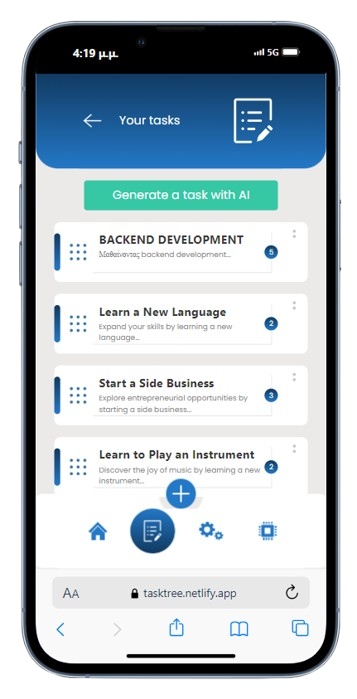 4:19 μ.μ.
5G
Your tasks
Generate a task with AI
BACKEND DEVELOPMENT
Μαθαίνοντας backend development...
5
Learn a New Language
Expand your skills by learning a new
language...
2
Start a Side Business
Explore entrepreneurial opportunities by
starting a side business...
3
Learn to Play an Instrument
Discover the joy of music by learning a new
instrument...
2
AA
tasktree.netlify.app